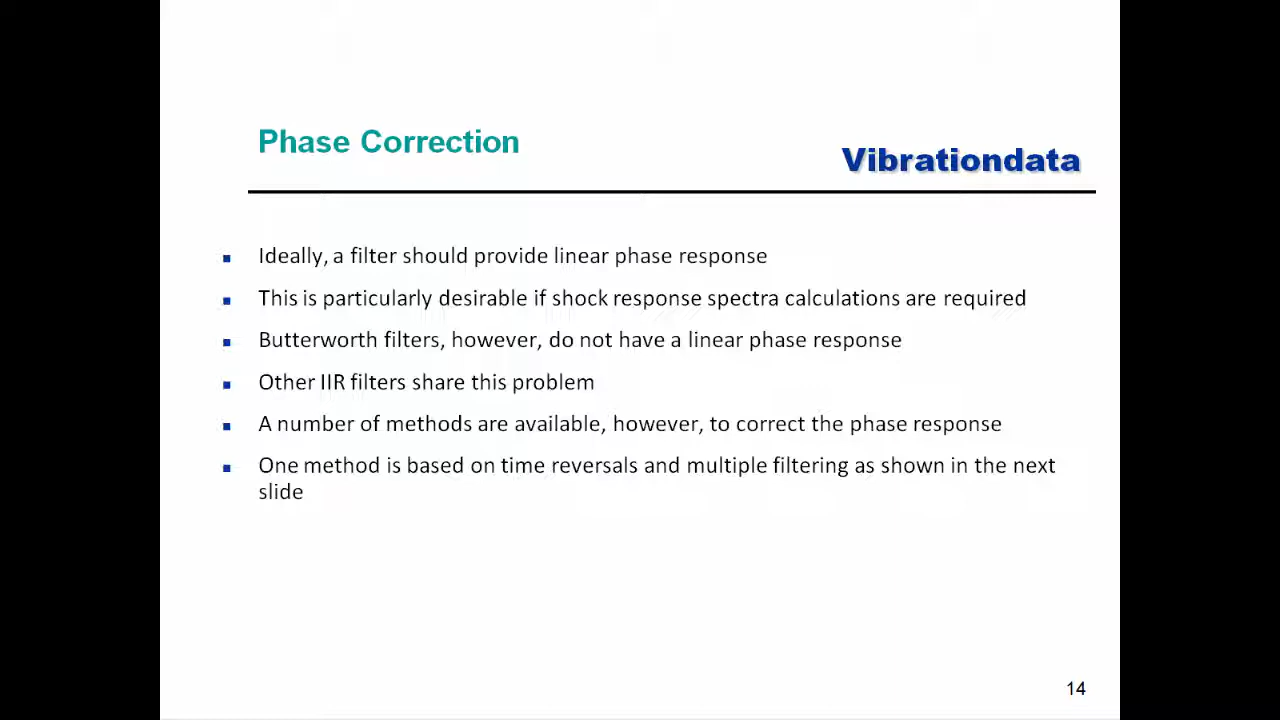 Phase Correction
Vibrationdata
Ideally, a filter should provide linear phase response
This is particularly desirable if shock response spectra calculations are required
Butterworth filters, however, do not have a linear phase response
Other IIR filters share this problem
A number of methods are available, however, to correct the phase response
One method is based on time reversals and multiple filtering as shown in the next
slide
14